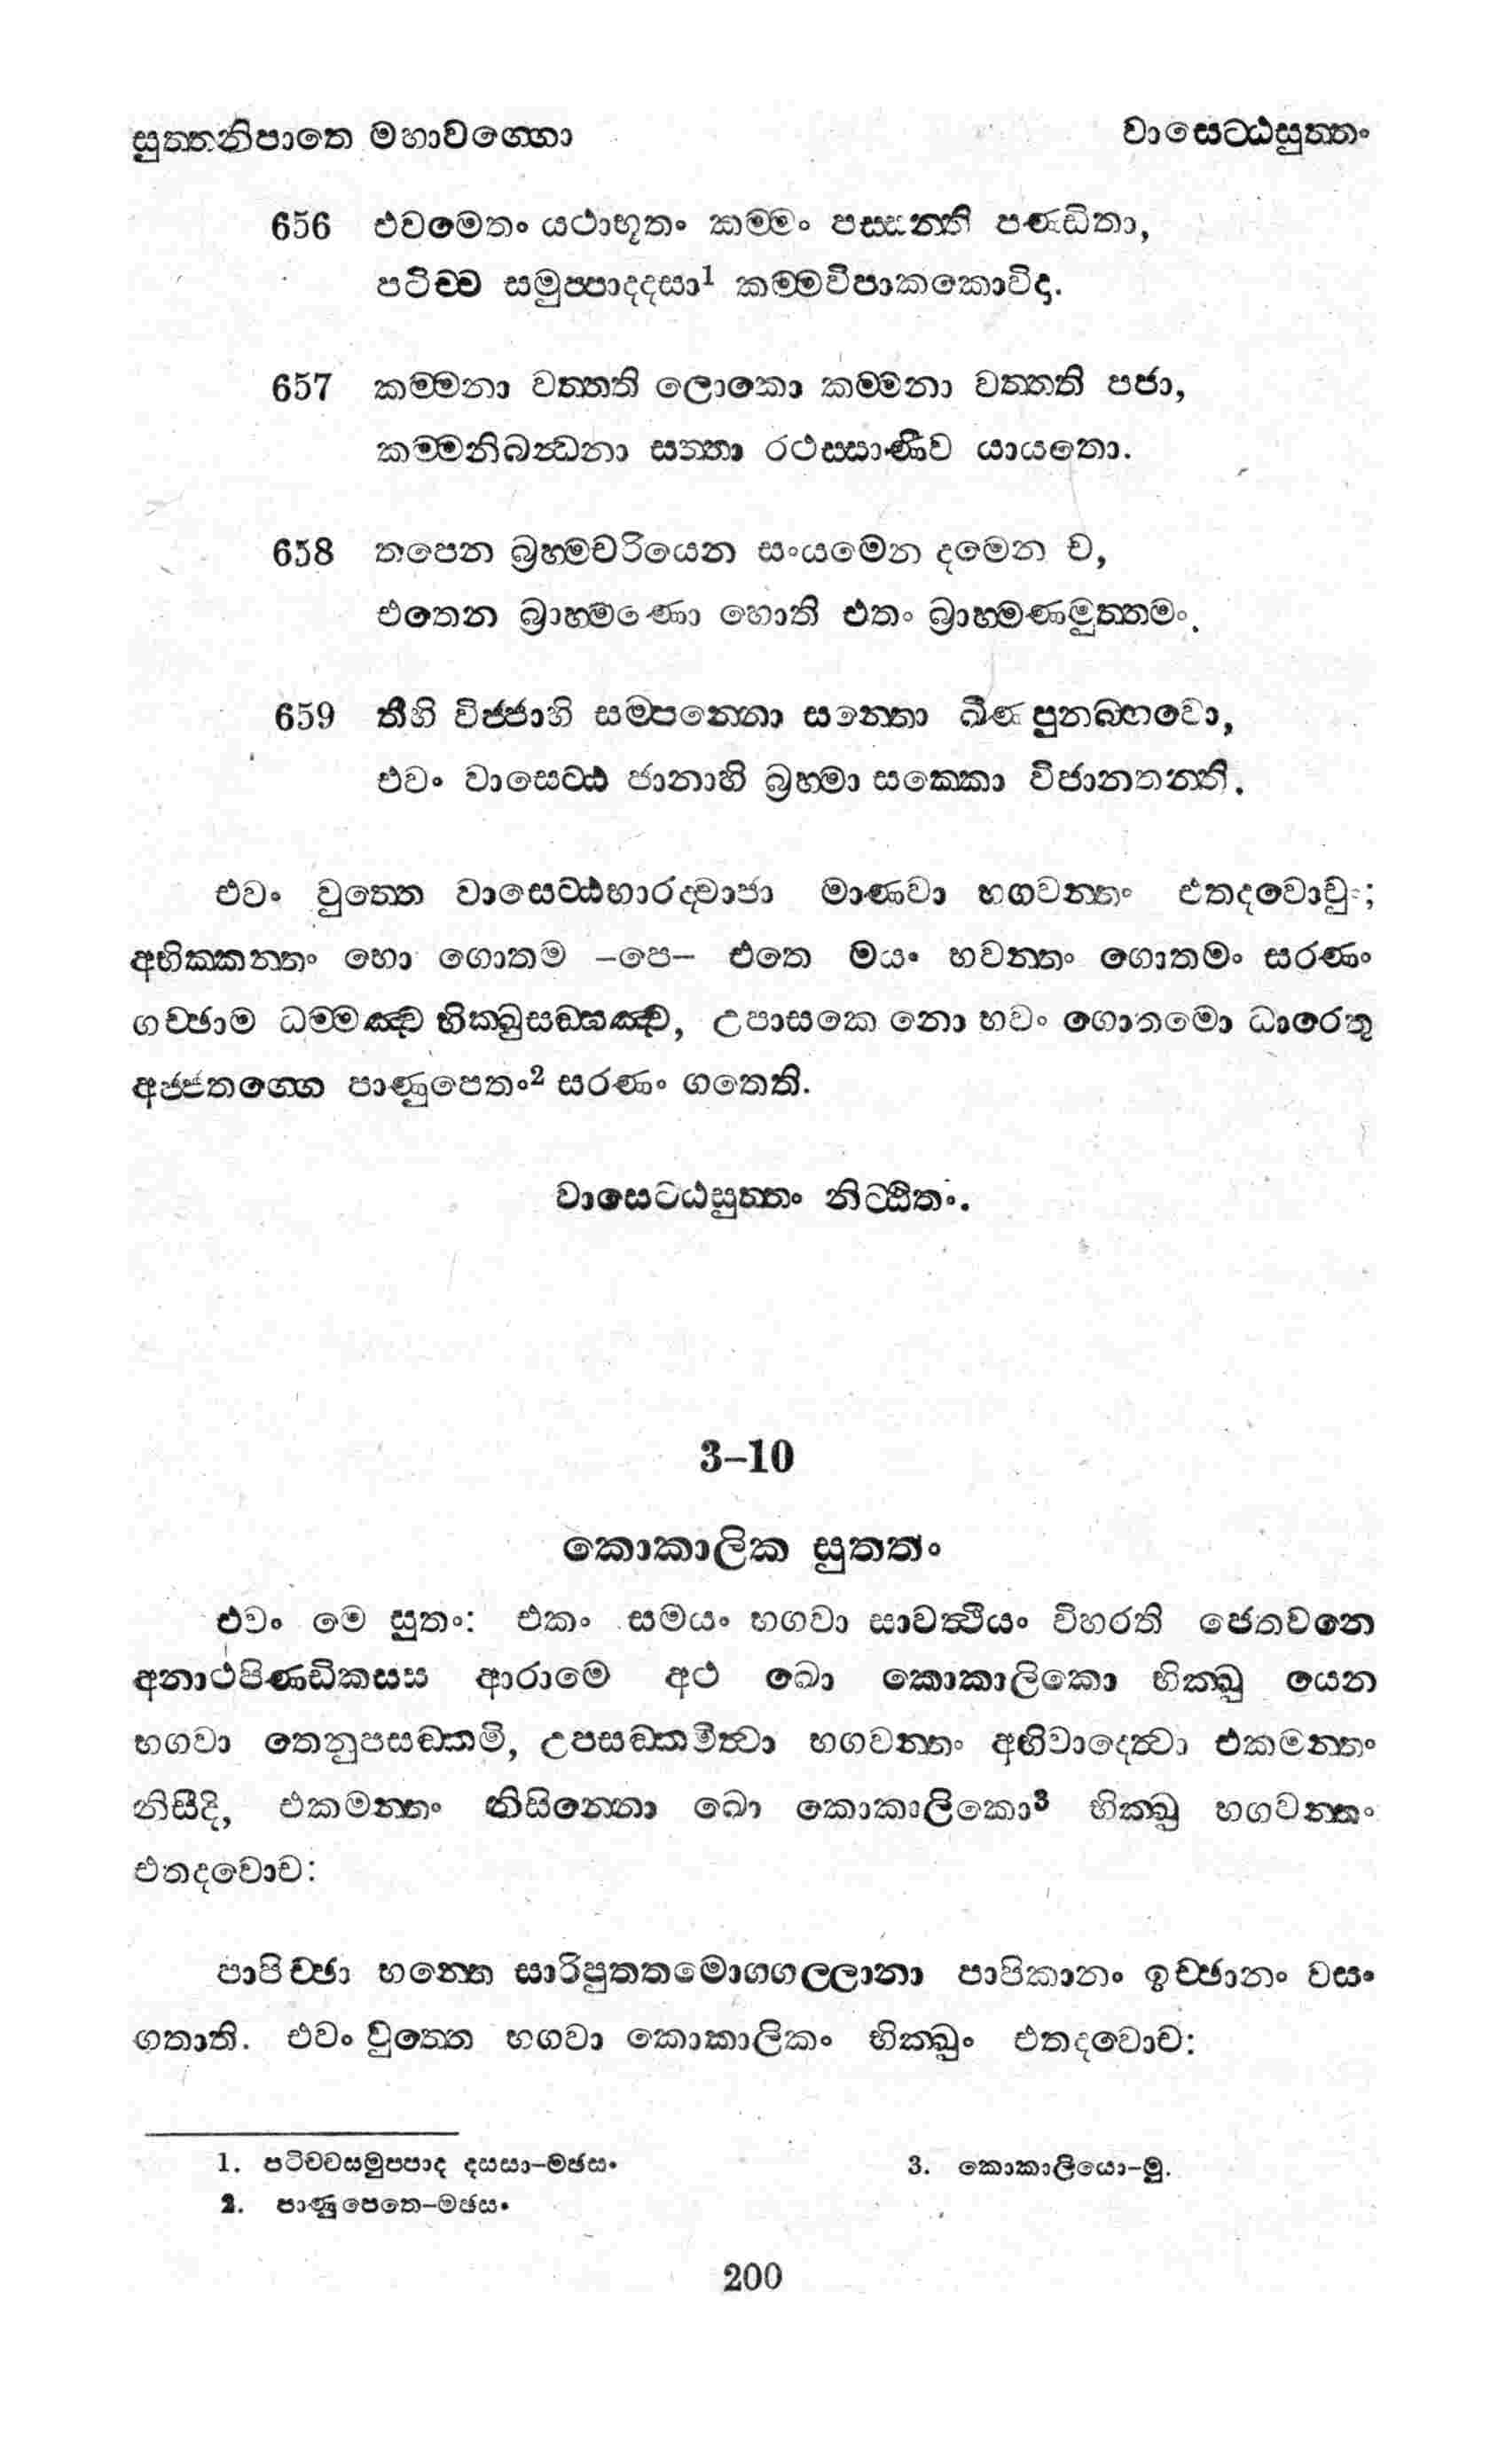 සුත්තනිපාතෙ මහාවග්ගො
වාසෙට්ඨසුත්තං
656 එවමෙතං යථාභූතං කම්මං පස්සන්ති පණ්ඩිතා,
පටිච්ච සමුප්පාදදසා1 කම්මවිපාකකොවිදා.
657 කම්මනා වත්තති ලොකො කම්මනා වත්තති පජා,
කම්මනිබන්ධනා සත්තා රථස්සාණීව යායතො.
658 තපෙන බ්‍රහ්මචරියෙන සංයමෙන දමෙන ච,
එතෙන බ්‍රාහ්මණො හොති එතං බ්‍රාහ්මණමුත්තමං.
659 තීහි විජ්ජාහි සම්පන්නො සන්තො ඛීණපුනබ්භවො,
එවං වාසෙට්ඨ ජානාහි බ්‍රහ්මා සක්කො විජානතන්ති.
එවං වුත්තෙ වාසෙට්ඨභාරද්වාජා මාණවා භගවන්තං එතදවොචුං;
අභික්කන්තං භො ගොතම –පෙ– එතෙ මයං භවන්තං ගොතමං සරණං
ගච්ඡාම ධම්මඤ්ච භික්ඛුසඞ්ඝඤ්ච, උපාසකෙ නො භවං ගොතමො ධාරෙතු
අජ්ජතග්ගෙ පාණුපෙතං2 සරණං ගතෙති.
වාසෙට්ඨසුත්තං නිට්ඨිතං.
3–10
කොකාලික සුත්තං
එවං මෙ සුතං: එකං සමයං භගවා සාවත්ථියං විහරති ජෙතවනෙ
අනාථපිණ්ඩිකස්ස ආරාමෙ අථ ඛො කොකාලිකො භික්ඛු යෙන
භගවා තෙනුපසඞ්කමි, උපසඞ්කමිත්වා භගවන්තං අභිවාදෙත්වා එකමන්තං
නිසීදි, එකමන්තං නිසින්නො ඛො කොකාලිකො3 භික්ඛු භගවන්තං
එතදවොච:
පාපිච්ඡා භන්තෙ සාරිපුත්තමොග්ගල්ලානා පාපිකානං ඉච්ඡානං වසං
ගතාති. එවං වුත්තෙ භගවා කොකාලිකං භික්ඛුං එතදවොච:
1. පටිච්චසමුප්පාද දස්සා–මඡසං
3. කොකාලියො–මු.
2. පාණුපෙතෙ–මඡසං
200